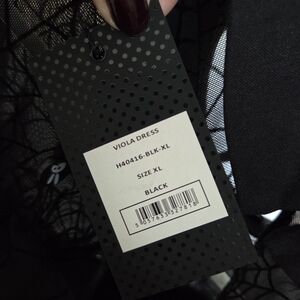 VIOLA DRESS
H40416-BLK-XL
SIZE XL
BLACK